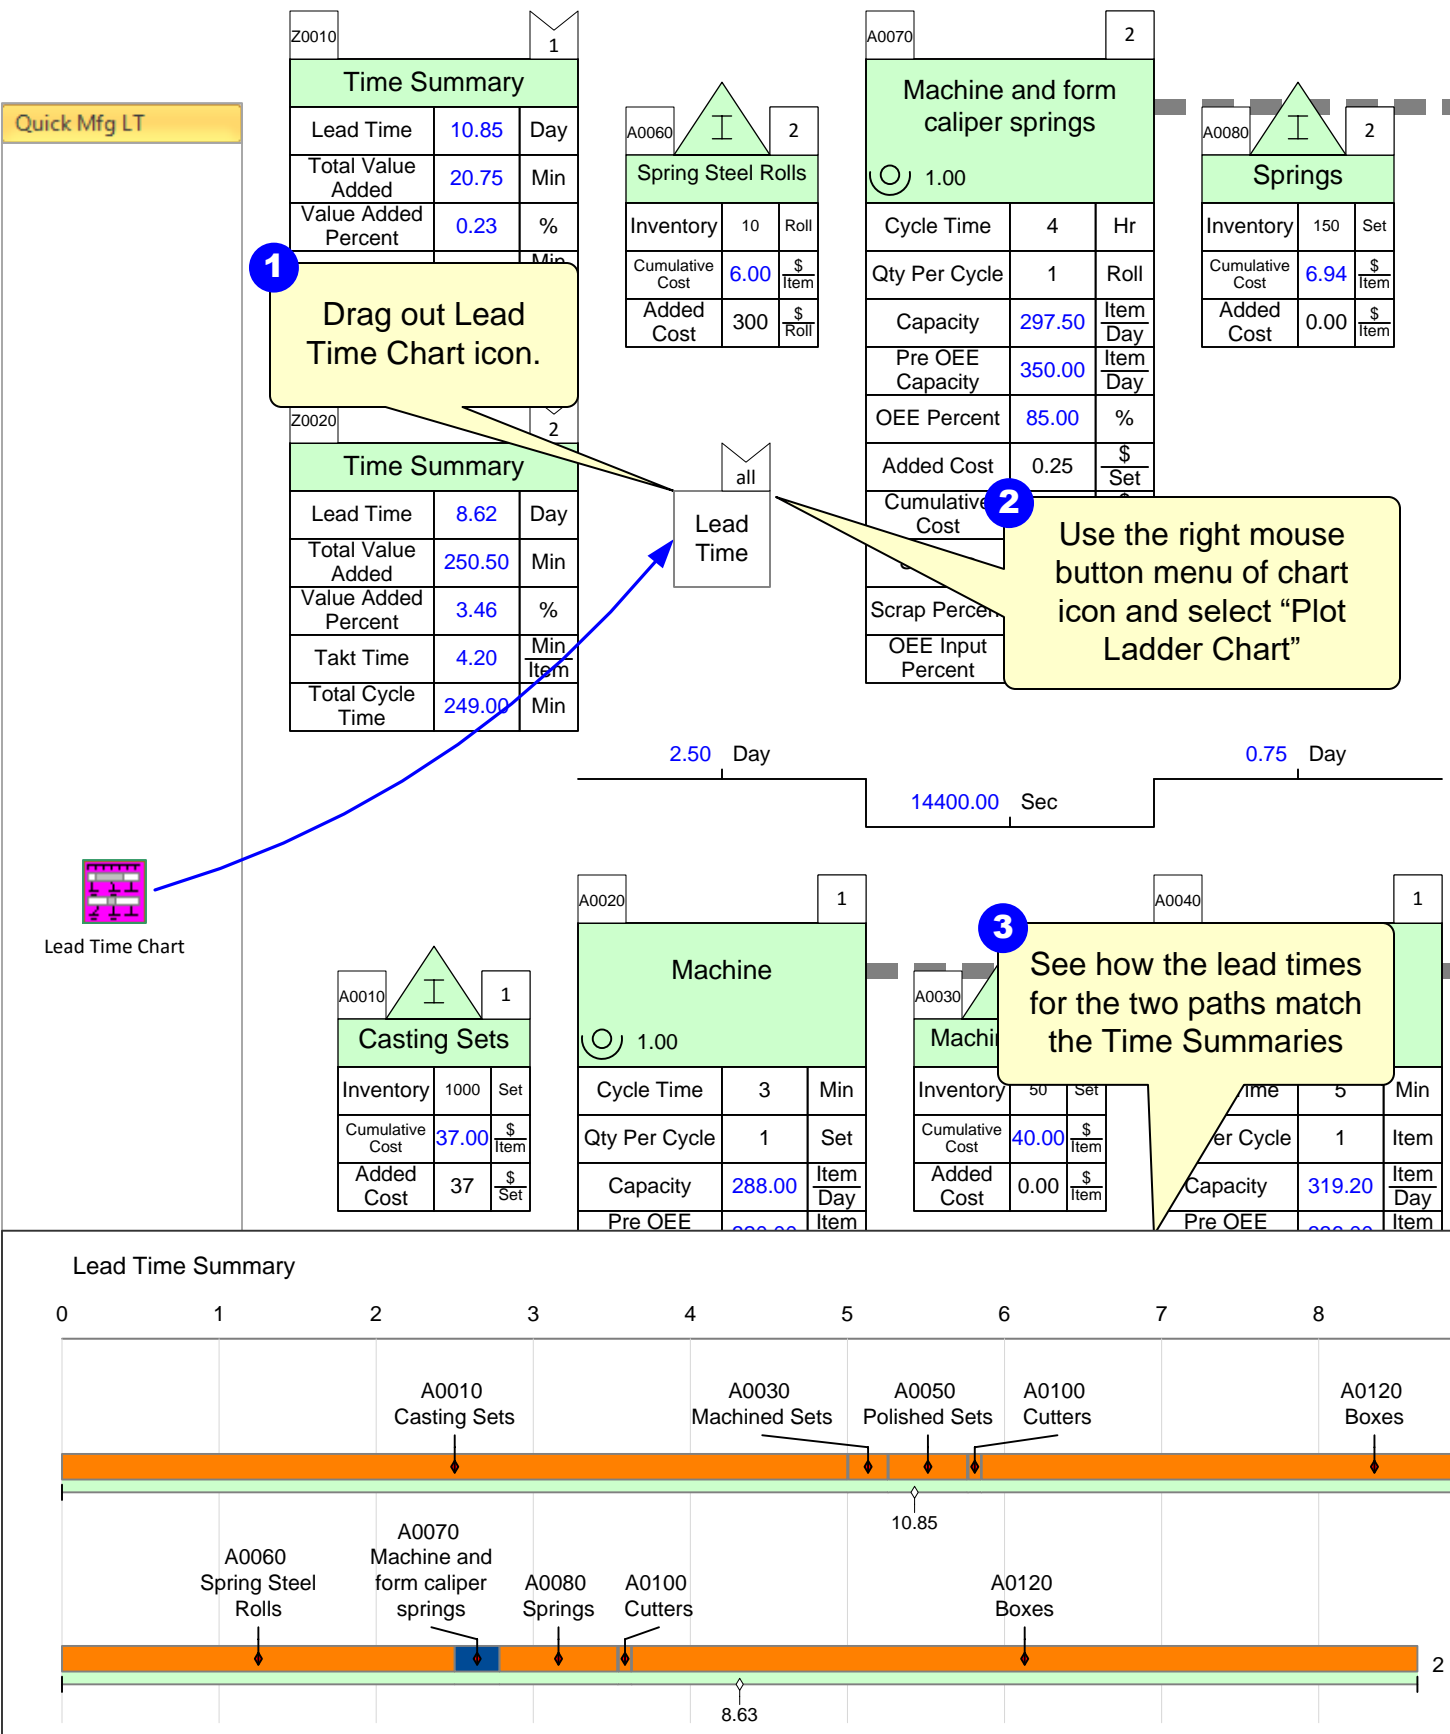 Quick Mfg LT
Lead Time Chart
Z0010
1
Time Summary
Lead Time 10.85 Day
Total Value
Added
20.75 Min
Value Added
Percent
0.23 %
Min
1
Drag out Lead
Time Chart icon.
Z0020
2
Time Summary
Lead Time 8.62 Day
Total Value
Added
250.50 Min
Value Added
Percent
3.46 %
Takt Time 4.20 Min
Item
Total Cycle
Time
249.00 Min
A0060
I
2
Spring Steel Rolls
Inventory 10 Roll
Cumulative
Cost
6.00 $
Item
Added
Cost
300 $
Roll
all
Lead
Time
A0070
2
Machine and form
caliper springs
1.00
Cycle Time 4 Hr
Qty Per Cycle 1 Roll
Capacity 297.50 Item
Day
Pre OEE
Capacity
350.00 Item
Day
OEE Percent 85.00 %
Added Cost 0.25 $
Set
Cumulative
Cost
Scrap Percen
OEE Input
Percent
2
Use the right mouse
button menu of chart
icon and select “Plot
Ladder Chart”
A0080
I
2
Springs
Inventory 150 Set
Cumulative
Cost
6.94 $
Item
Added
Cost
0.00 $
Item
2.50 Day
14400.00 Sec
0.75 Day
A0010
I
1
Casting Sets
Inventory 1000 Set
Cumulative
Cost
37.00 $
Item
Added
Cost
37 $
Set
A0020
1
Machine
1.00
Cycle Time 3 Min
Qty Per Cycle 1 Set
Capacity 288.00 Item
Day
Pre OEE
Item
A0030
Machi
Inventory 50 Set
Cumulative
Cost
40.00 $
Item
Added
Cost
0.00 $
Item
A0040
1
3
See how the lead times
for the two paths match
the Time Summaries
ime 5 Min
er Cycle 1 Item
Capacity 319.20 Item
Day
Pre OEE
Item
Lead Time Summary
0 1 2 3 4 5 6 7 8
A0010
Casting Sets
A0030
Machined Sets
A0050
Polished Sets
A0100
Cutters
A0120
Boxes
10.85
A0060
Spring Steel
Rolls
A0070
Machine and
form caliper
springs
A0080
Springs
A0100
Cutters
A0120
Boxes
2
8.63